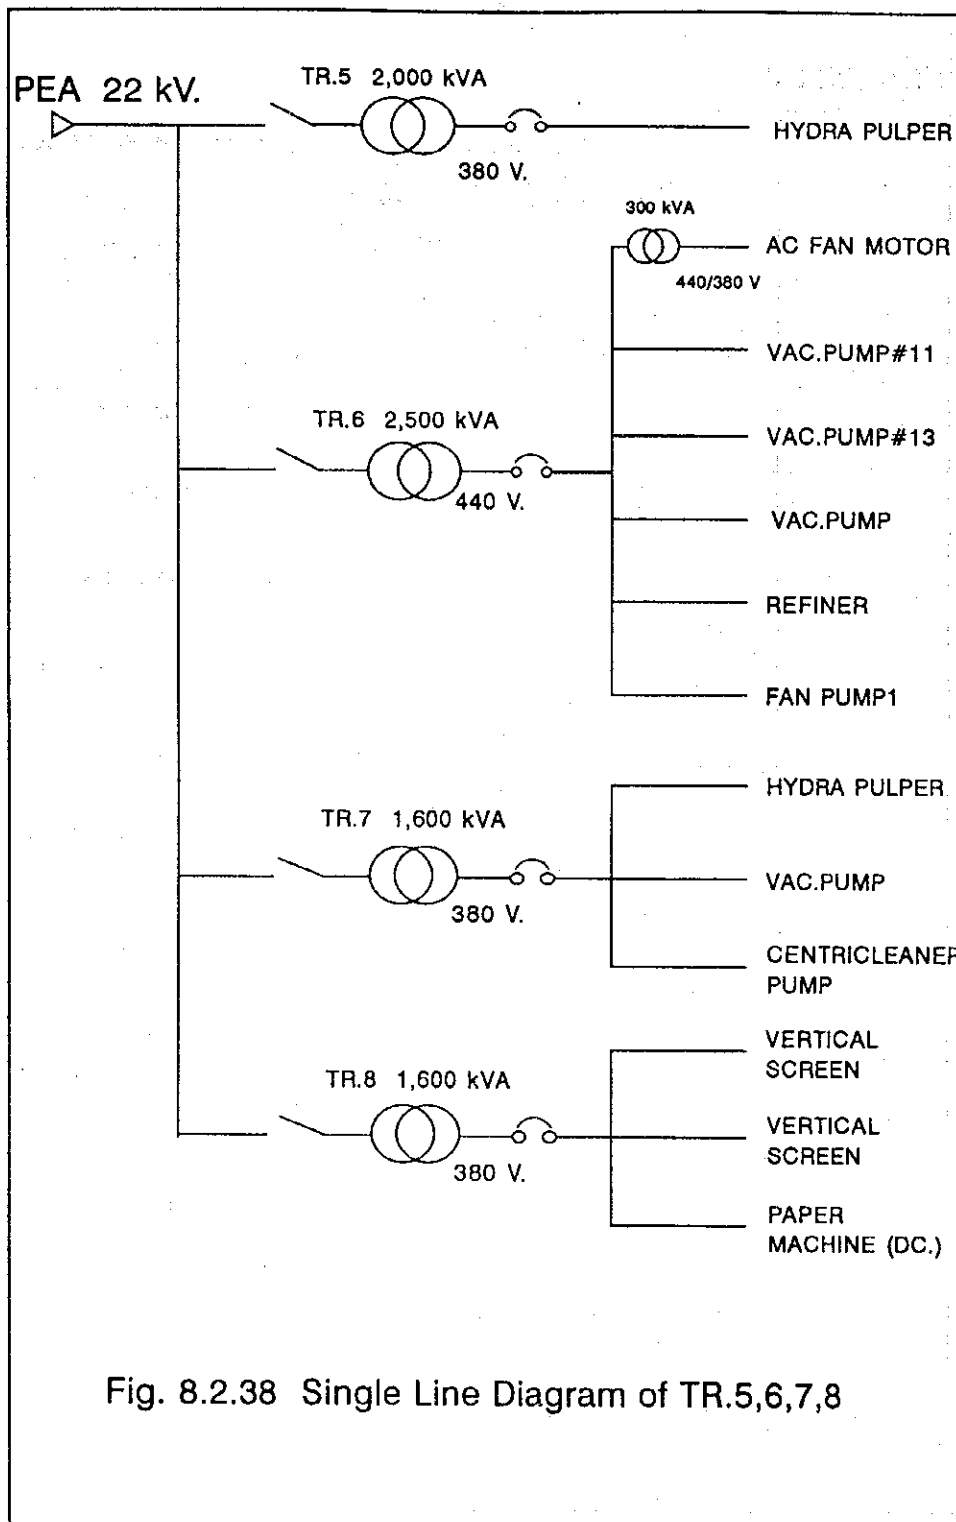 PEA 22 kV.
TR.5 2,000 kVA
380 V.
HYDRA PULPER
300 kVA
AC FAN MOTOR
440/380 V
VAC.PUMP#11
TR.6 2,500 kVA
440 V.
VAC.PUMP#13
VAC.PUMP
REFINER
FAN PUMP1
HYDRA PULPER
TR.7 1,600 kVA
380 V.
VAC.PUMP
CENTRICLEANER
PUMP
VERTICAL
SCREEN
TR.8 1,600 kVA
380 V.
VERTICAL
SCREEN
PAPER
MACHINE (DC.)
Fig. 8.2.38 Single Line Diagram of TR.5,6,7,8